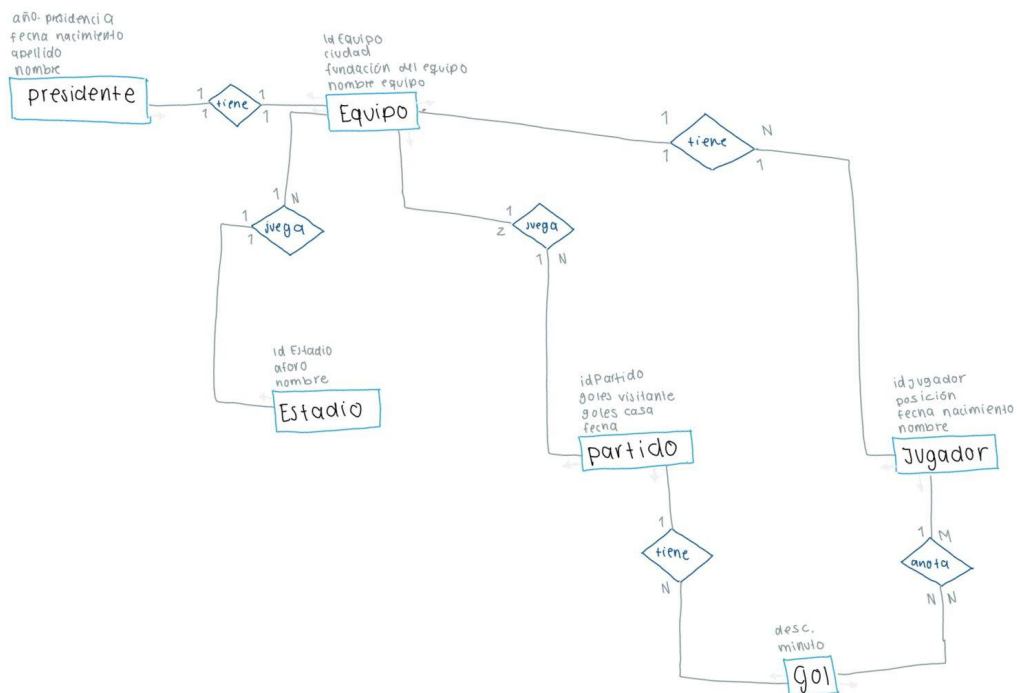 año. presidencia
fecha nacimiento
apellido
nombre
presidente
1 1
tiene
1 1
Id Equipo
ciudad
fundación del equipo
nombre equipo
Equipo
1 N
tiene
1 1
1 N
1
juega
1
1
juega
2
1 N
id Estadio
aforo
nombre
Estadio
idPartido
goles visitante
goles casa
fecha
partido
idjugador
posición
fecha nacimiento
nombre
Jugador
1
tiene
N
1 M
anota
N N
desc.
minuto
gol